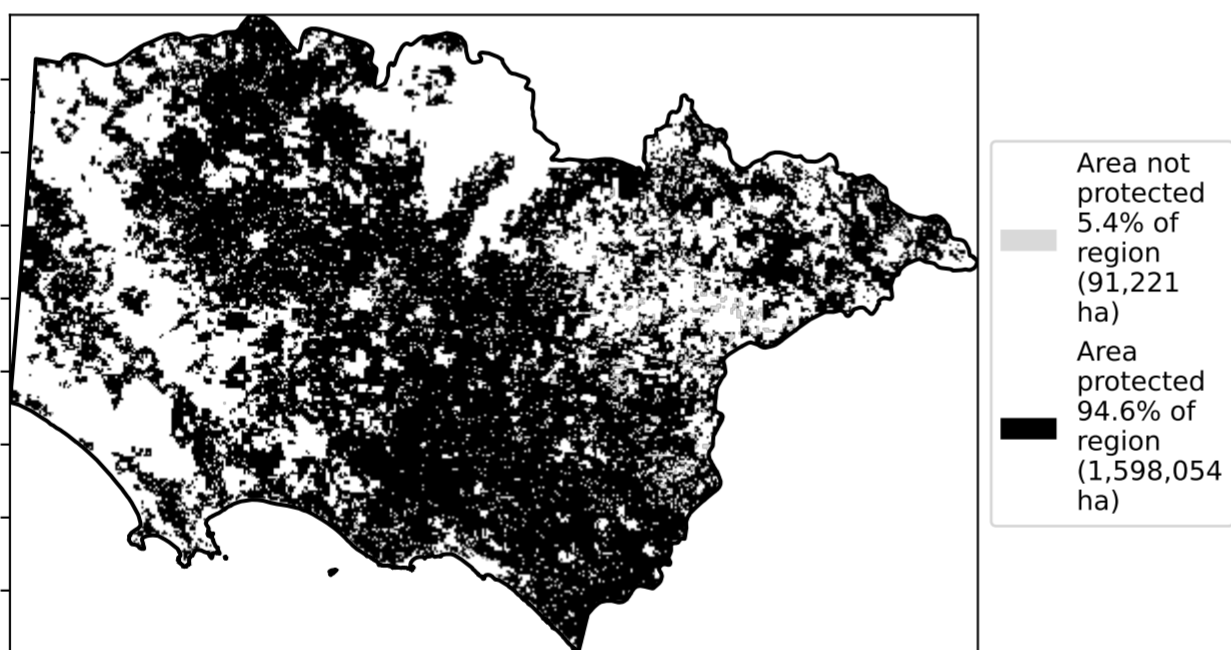 Area not
protected
5.4% of
region
(91,221
ha)
Area
protected
94.6% of
region
(1,598,054
ha)